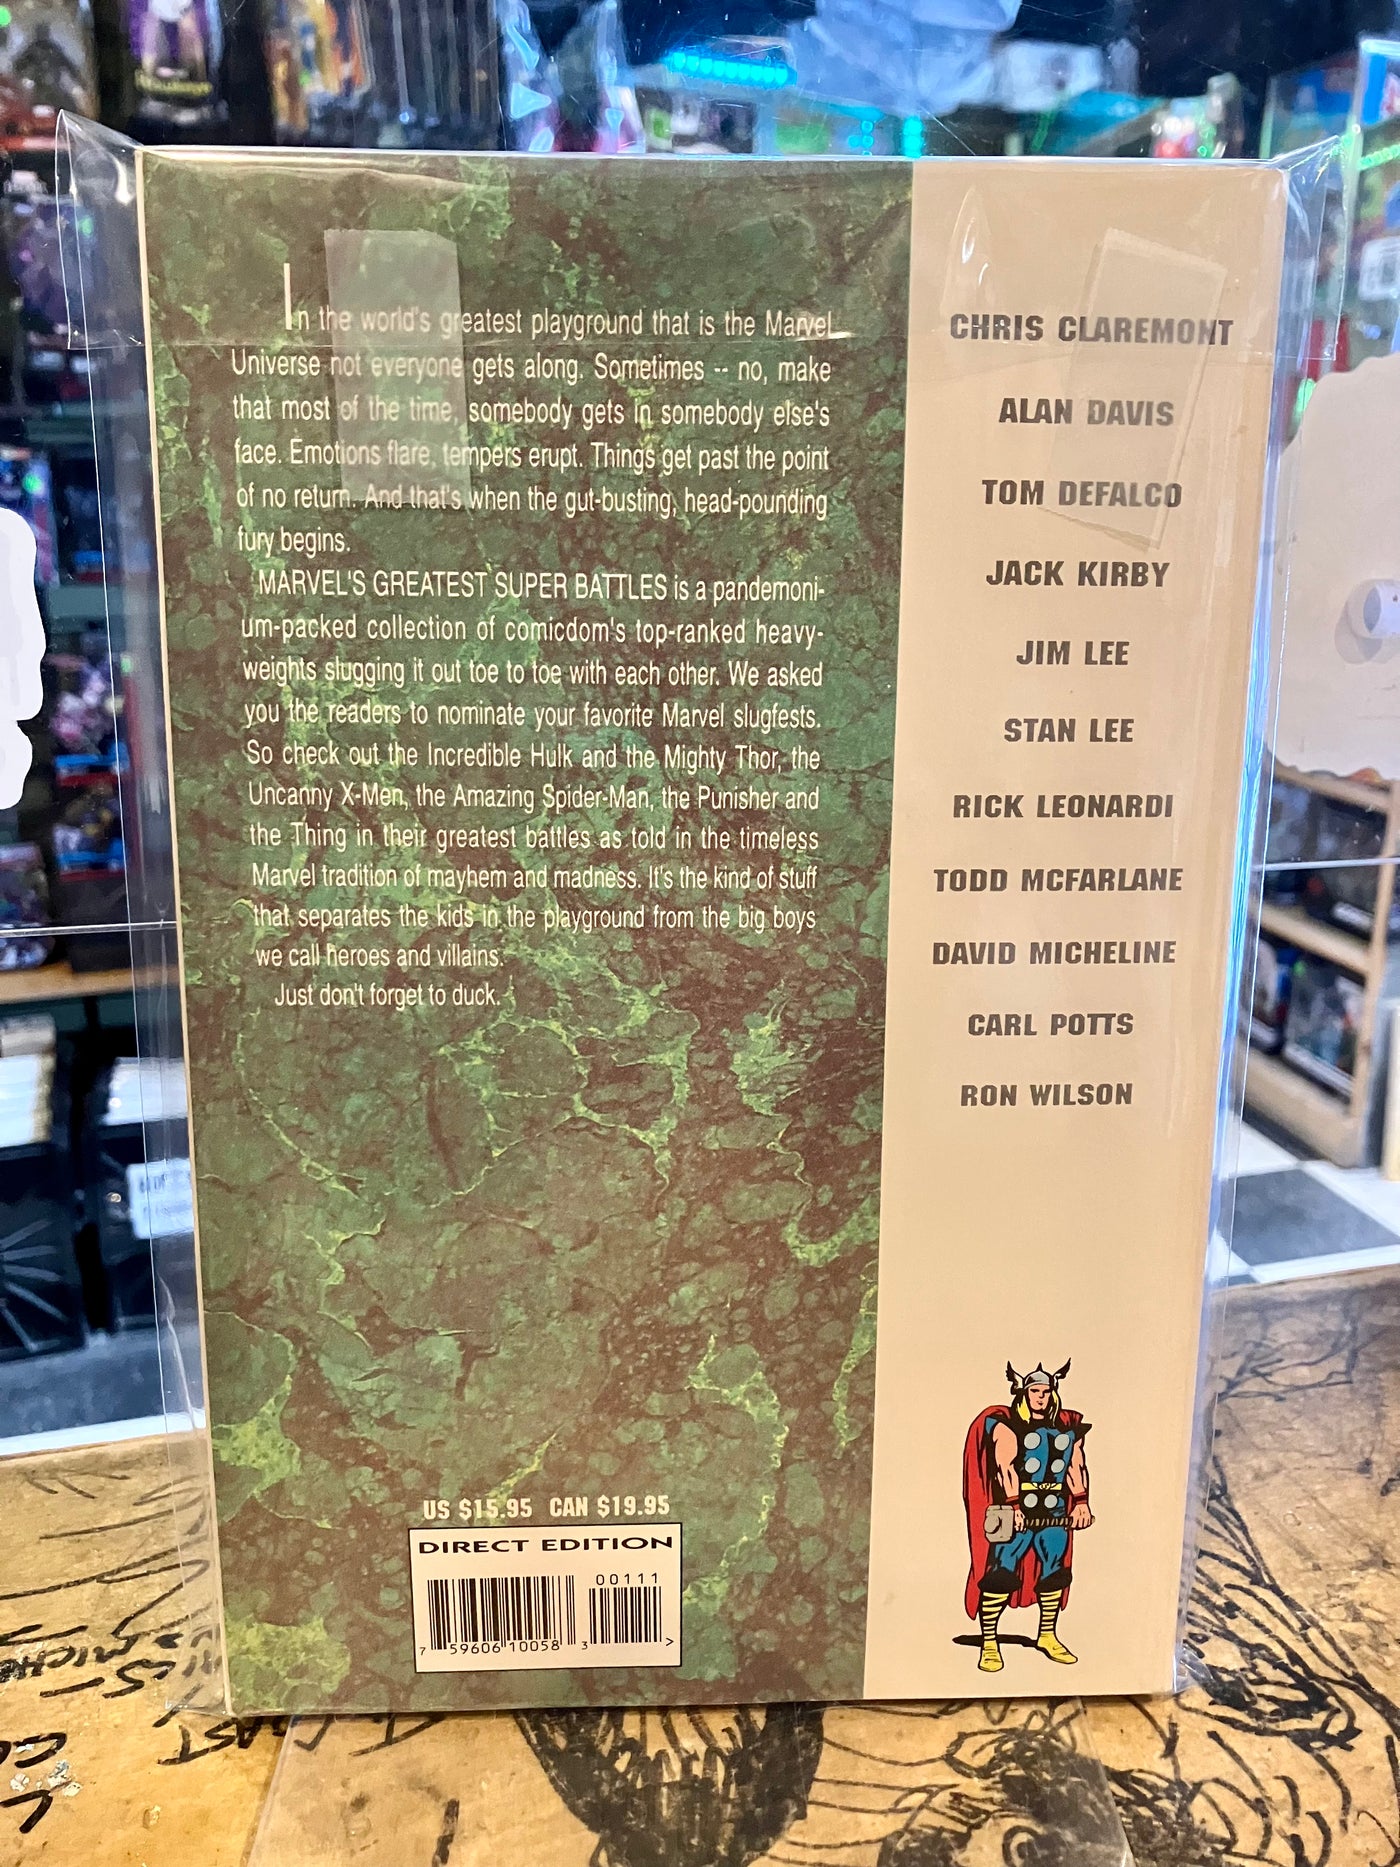 In the world's greatest playground that is the Marvel
Universe not everyone gets along. Sometimes -- no, make
that most of the time, somebody gets in somebody else's
face. Emotions flare, tempers erupt. Things get past the point
of no return. And that's when the gut-busting, head-pounding
fury begins.
MARVEL'S GREATEST SUPER BATTLES is a pandemoni-
um-packed collection of comicdom's top-ranked heavy-
weights slugging it out toe to toe with each other. We asked
you the readers to nominate your favorite Marvel slugfests.
So check out the Incredible Hulk and the Mighty Thor, the
Uncanny X-Men, the Amazing Spider-Man, the Punisher and
the Thing in their greatest battles as told in the timeless
Marvel tradition of mayhem and madness. It's the kind of stuff
that separates the kids in the playground from the big boys
we call heroes and villains.
Just don't forget to duck.
US $15.95 CAN $19.95
DIRECT EDITION
00111
7 59606 10058 3 >
CHRIS CLAREMONT
ALAN DAVIS
TOM DEFALCO
JACK KIRBY
JIM LEE
STAN LEE
RICK LEONARDI
TODD MCFARLANE
DAVID MICHELINE
CARL POTTS
RON WILSON